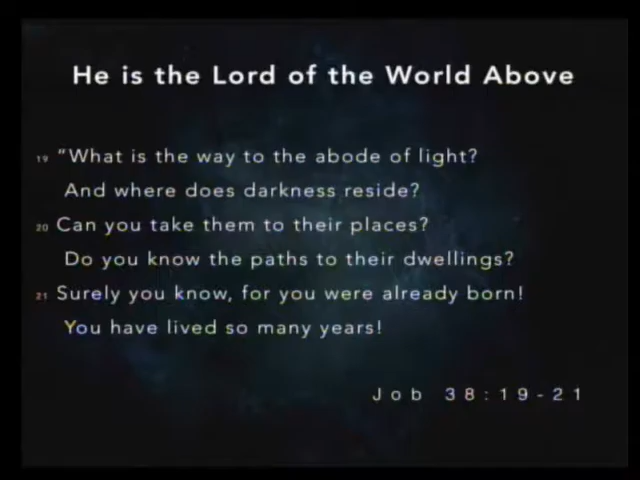 He is the Lord of the World Above
19 "What is the way to the abode of light?
And where does darkness reside?
20 Can you take them to their places?
Do you know the paths to their dwellings?
21 Surely you know, for you were already born!
You have lived so many years!
Job 38:19-21